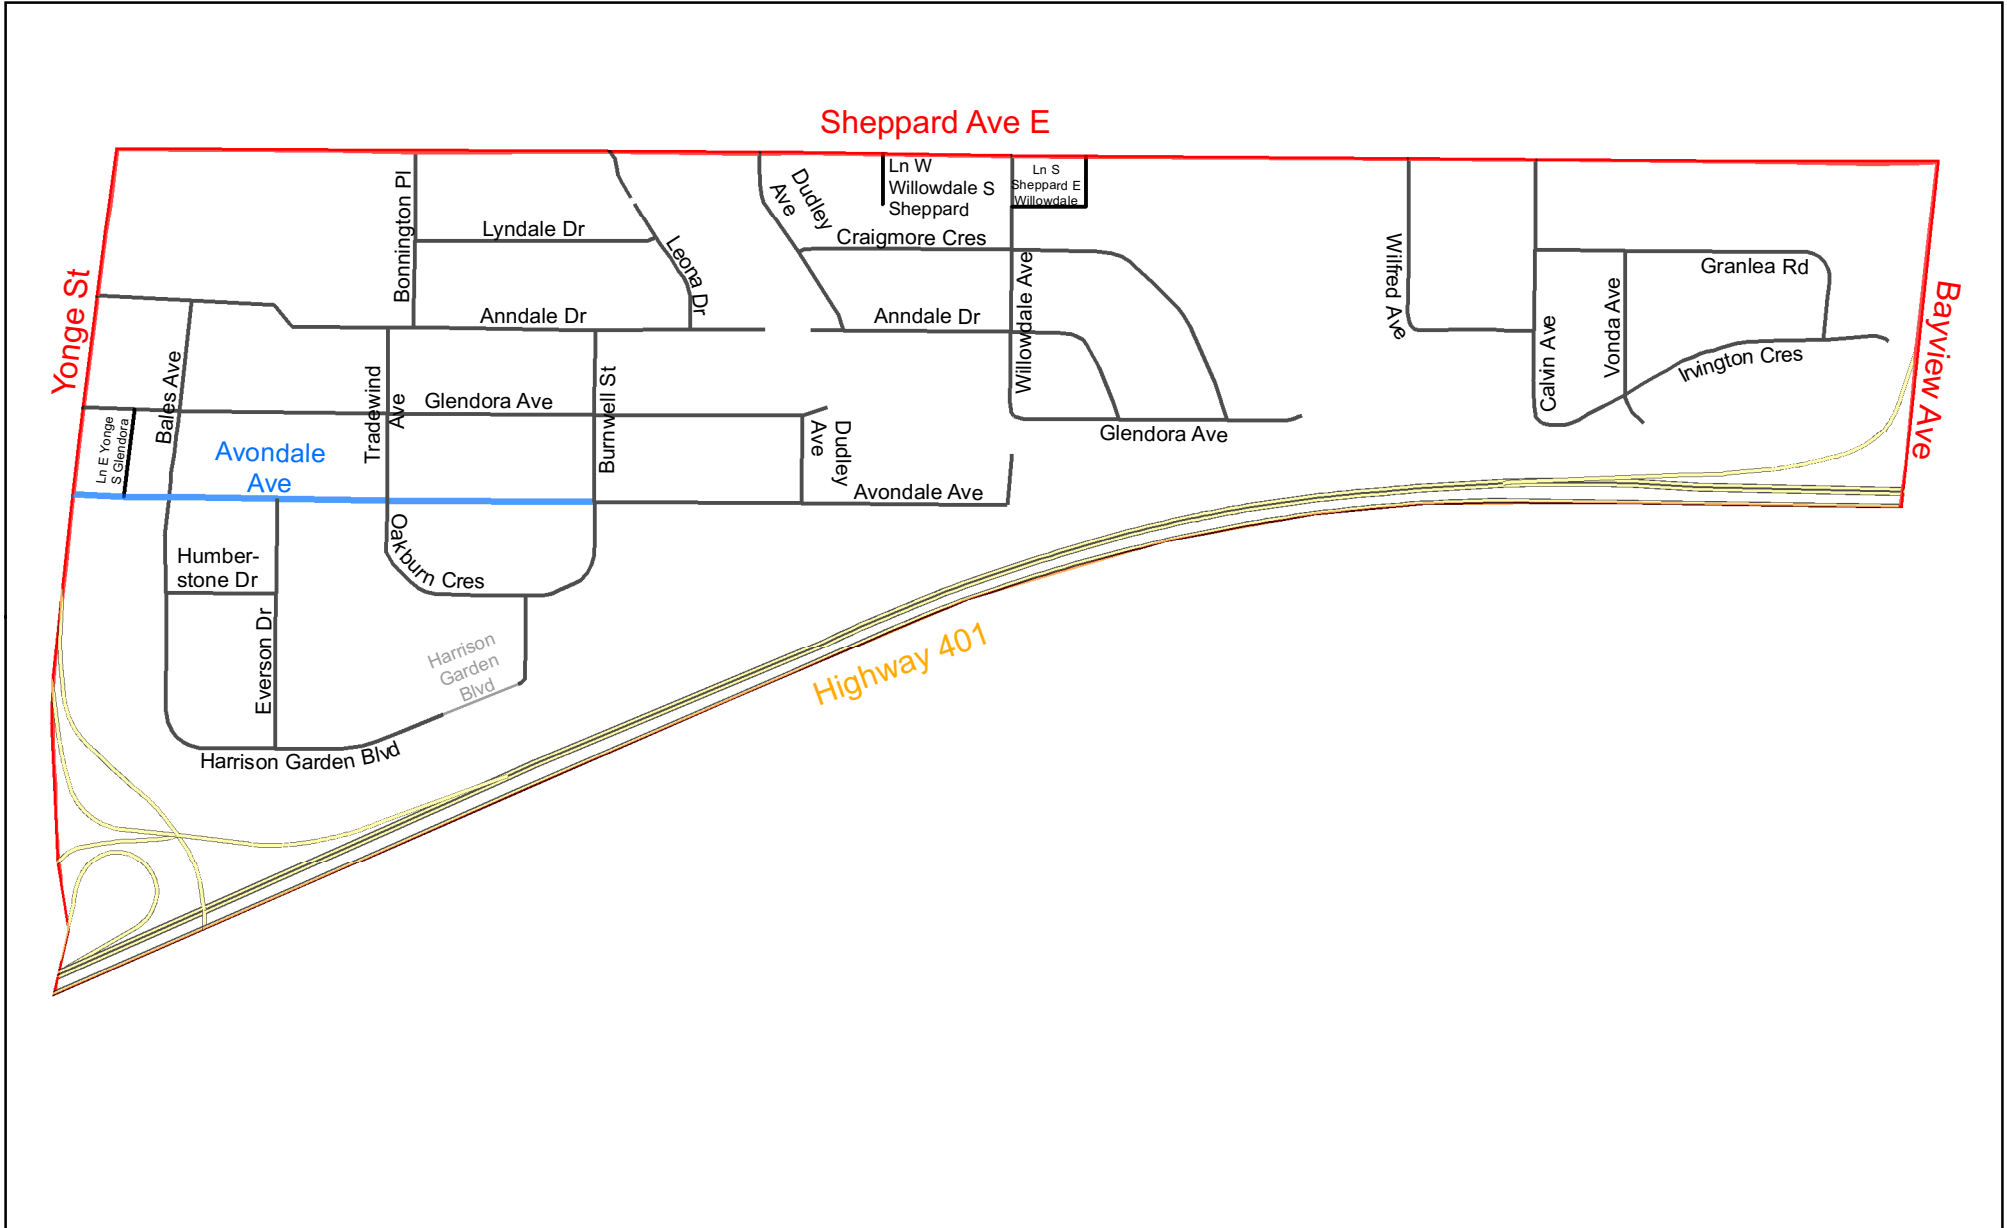 Sheppard Ave E
Yonge St
Bonnington Pl
Lyndale Dr
Leona Dr
Dudley
Ave
Ln W
Willowdale S
Sheppard
Ln S
Sheppard E
Willowdale
Craigmore Cres
Willowdale Ave
Wilfred Ave
Granlea Rd
Bayview Ave
Anndale Dr
Anndale Dr
Calvin Ave
Vonda Ave
Irvington Cres
Bales Ave
Tradewind
Ave
Glendora Ave
Burnwell St
Ln E Yonge
S Glendora
Avondale
Ave
Dudley
Ave
Glendora Ave
Avondale Ave
Oakburn Cres
Humber-
stone Dr
Everson Dr
Harrison
Garden
Blvd
Highway 401
Harrison Garden Blvd